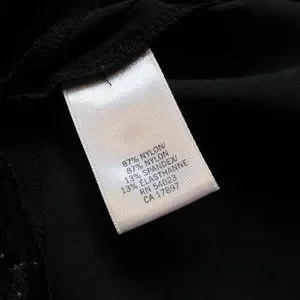 87% NYLON/
87% NYLON
13% SPANDEX/
13% ELASTHANNE
RN 54023
CA 17897